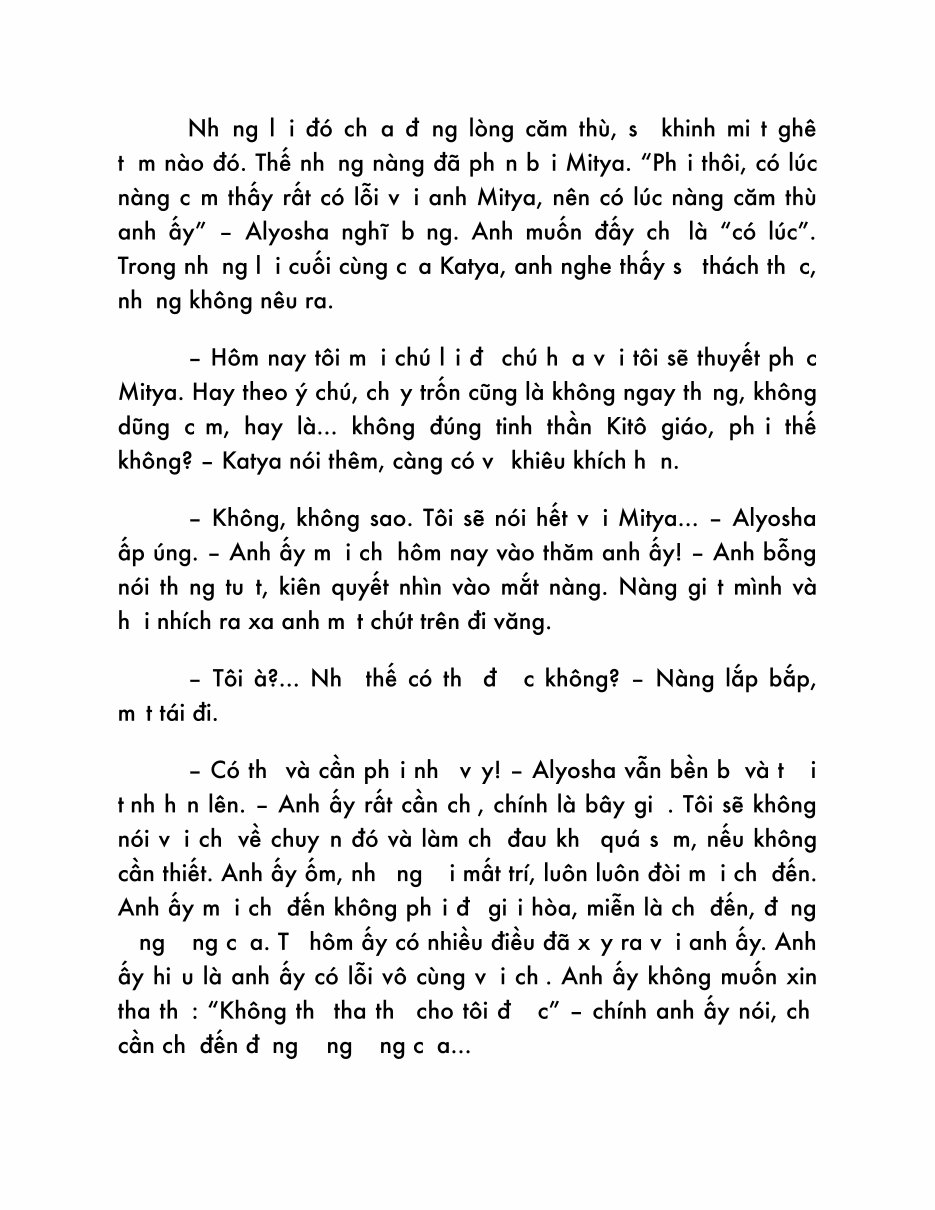 Nh ng l i đó ch a đ ng lòng căm thù, s  khinh mi t ghê
t m nào đó. Thế nh ng nàng đã ph n b i Mitya. “Ph i thôi, có lúc
nàng c m thấy rất có lỗi v i anh Mitya, nên có lúc nàng căm thù
anh ấy” – Alyosha nghĩ b ng. Anh muốn đấy ch  là “có lúc”.
Trong nh ng l i cuối cùng c a Katya, anh nghe thấy s  thách th c,
nh ng không nêu ra.
– Hôm nay tôi m i chú l i đ  chú h a v i tôi sẽ thuyết ph c
Mitya. Hay theo ý chú, ch y trốn cũng là không ngay th ng, không
dũng c m, hay là... không đúng tinh thần Kitô giáo, ph i thế
không? – Katya nói thêm, càng có v  khiêu khích h n.
– Không, không sao. Tôi sẽ nói hết v i Mitya... – Alyosha
ấp úng. – Anh ấy m i ch  hôm nay vào thăm anh ấy! – Anh bỗng
nói th ng tu t, kiên quyết nhìn vào mắt nàng. Nàng gi t mình và
h i nhích ra xa anh m t chút trên đi văng.
– Tôi à?... Nh  thế có th  đ  c không? – Nàng lắp bắp,
m t tái đi.
– Có th  và cần ph i nh  v y! – Alyosha vẫn bền b  và t  i
t nh h n lên. – Anh ấy rất cần ch , chính là bây gi . Tôi sẽ không
nói v i ch  về chuy n đó và làm ch  đau kh  quá s m, nếu không
cần thiết. Anh ấy ốm, nh  ng  i mất trí, luôn luôn đòi m i ch  đến.
Anh ấy m i ch  đến không ph i đ  gi i hòa, miễn là ch  đến, đ ng
 ng  ng c a. T  hôm ấy có nhiều điều đã x y ra v i anh ấy. Anh
ấy hi u là anh ấy có lỗi vô cùng v i ch . Anh ấy không muốn xin
tha th : “Không th  tha th  cho tôi đ  c” – chính anh ấy nói, ch
cần ch  đến đ ng  ng  ng c a...